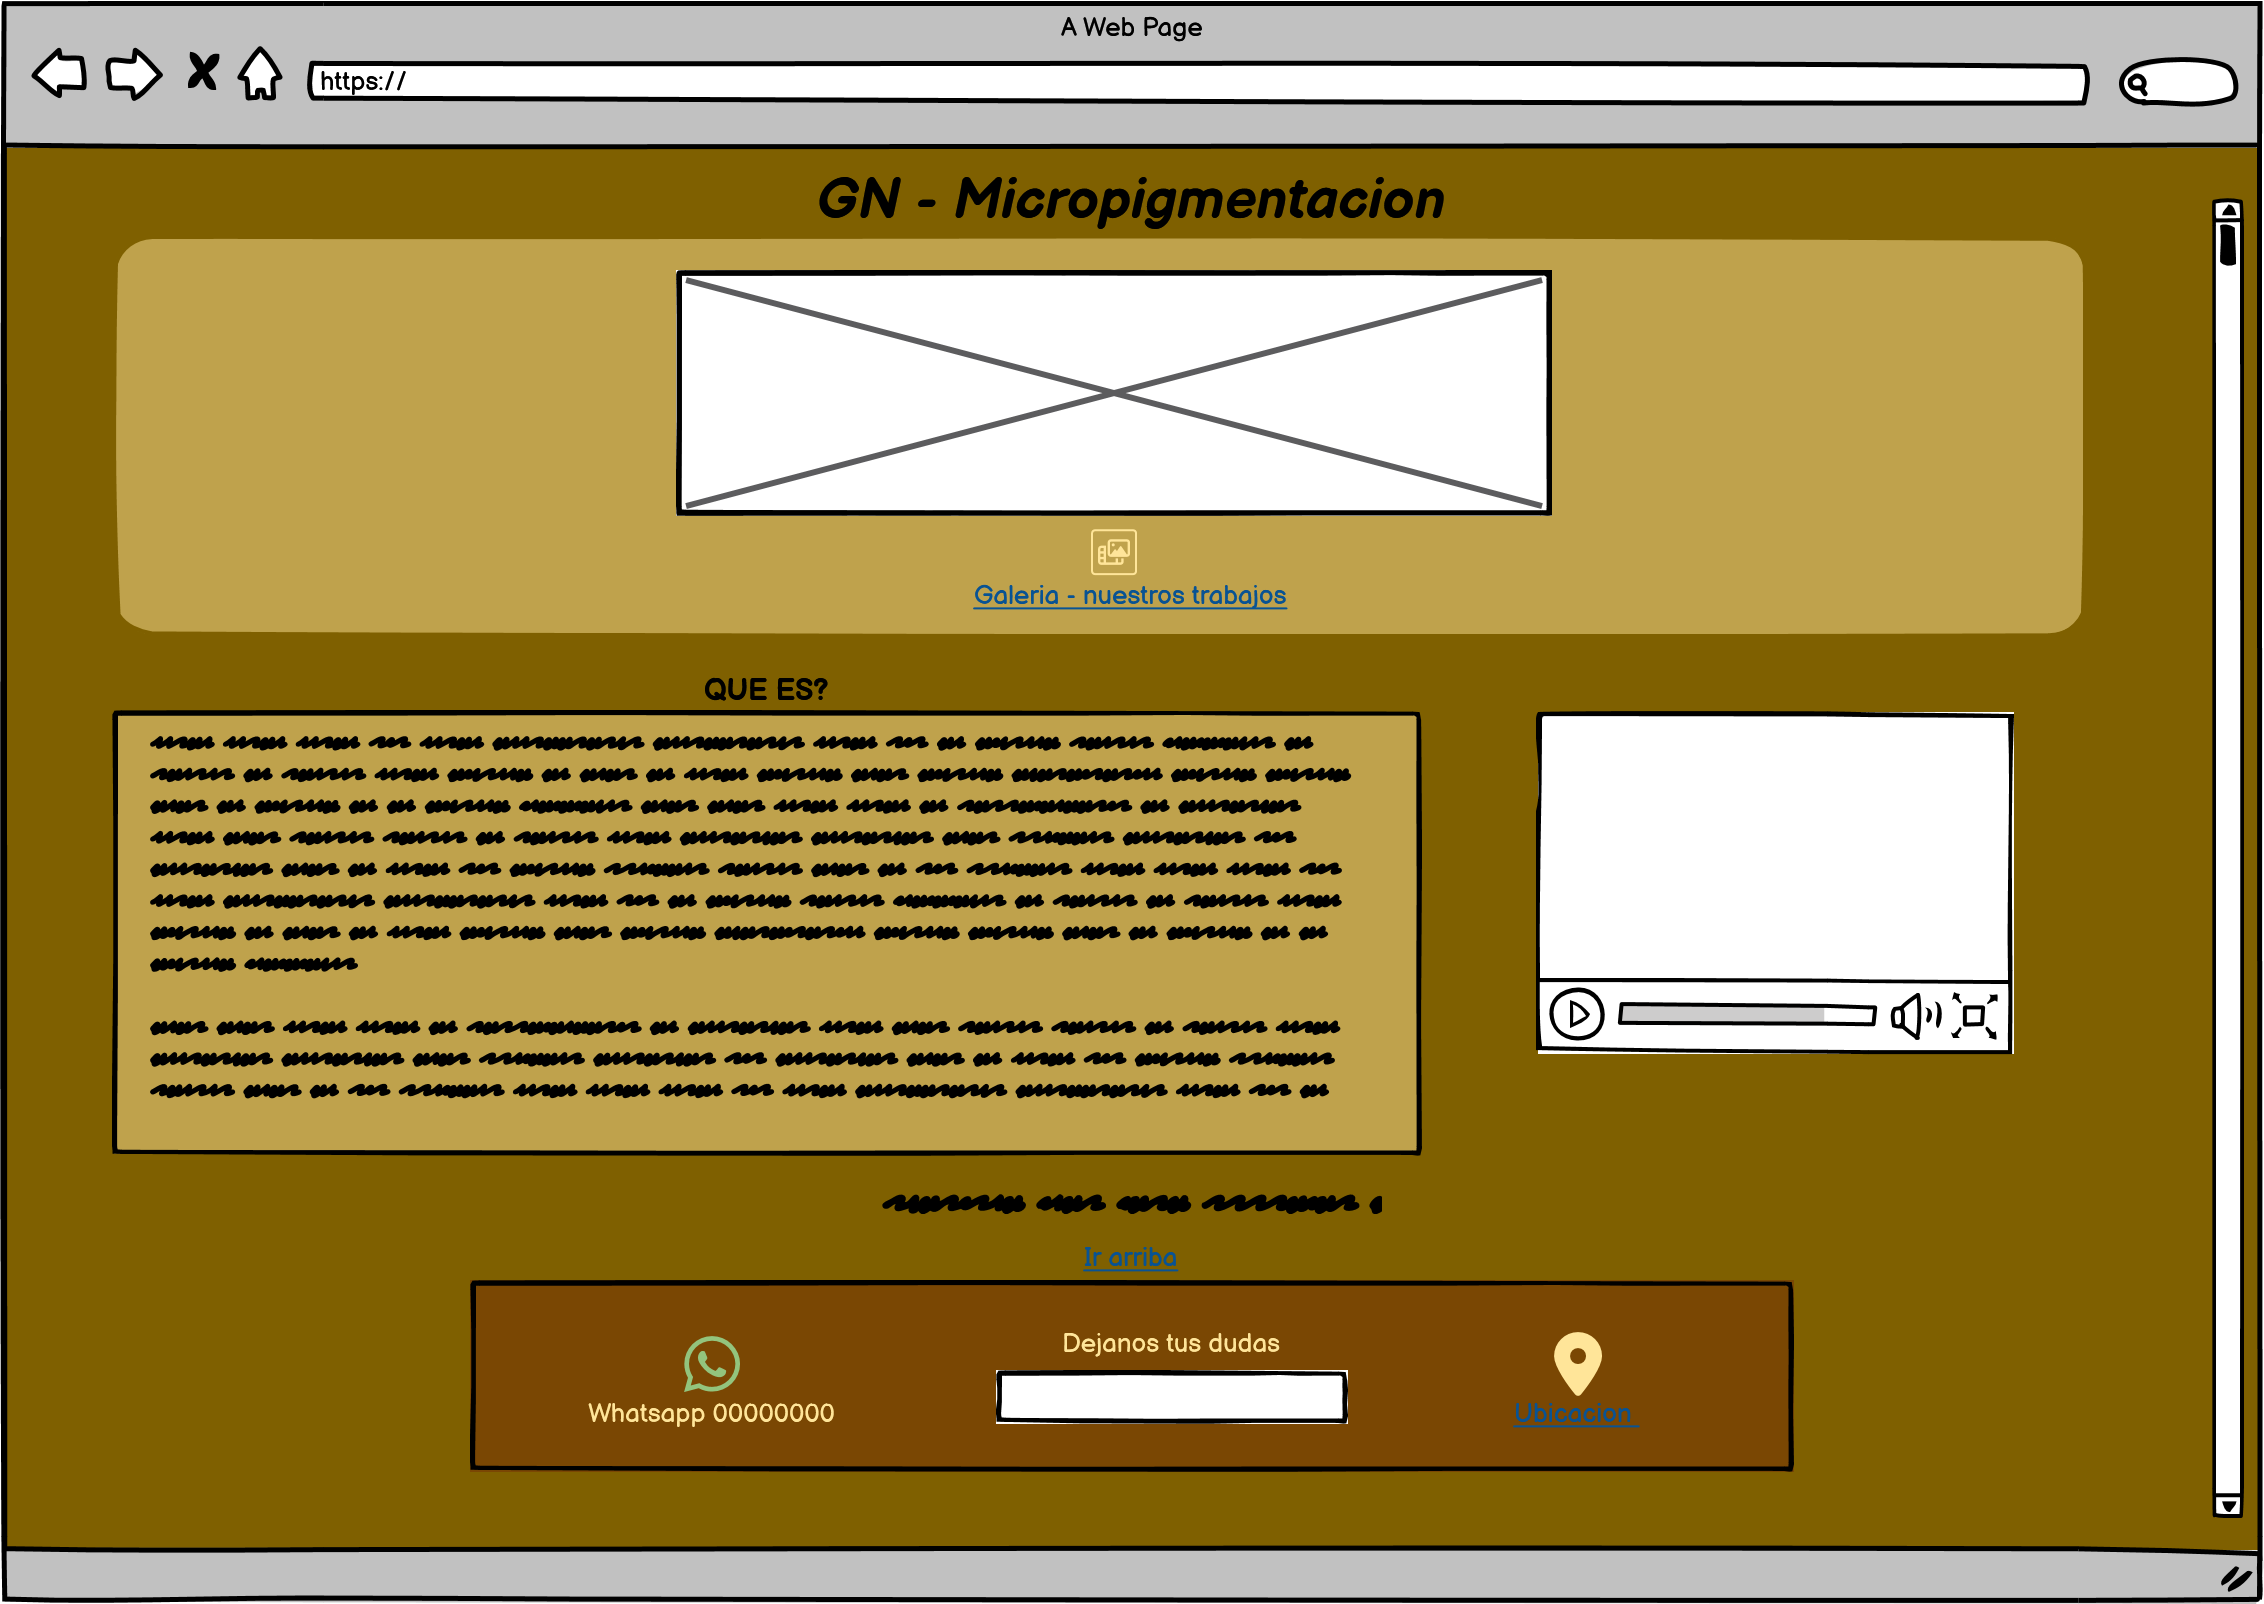 A Web Page
https://
GN - Micropigmentacion
Galeria - nuestros trabajos
QUE ES?
Ir arriba
Dejanos tus dudas
Whatsapp 00000000
Ubicacion